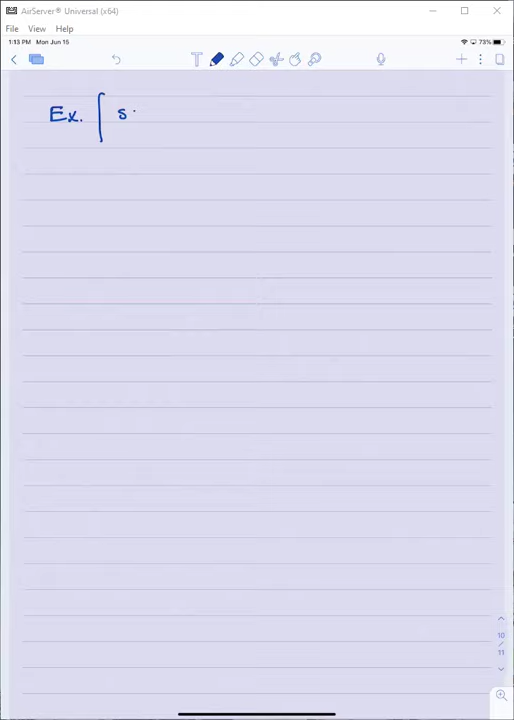 AirServer® Universal (x64)
File View Help
1:13 PM Mon Jun 15 73%
T
Ex. ∫ s
10
/
11